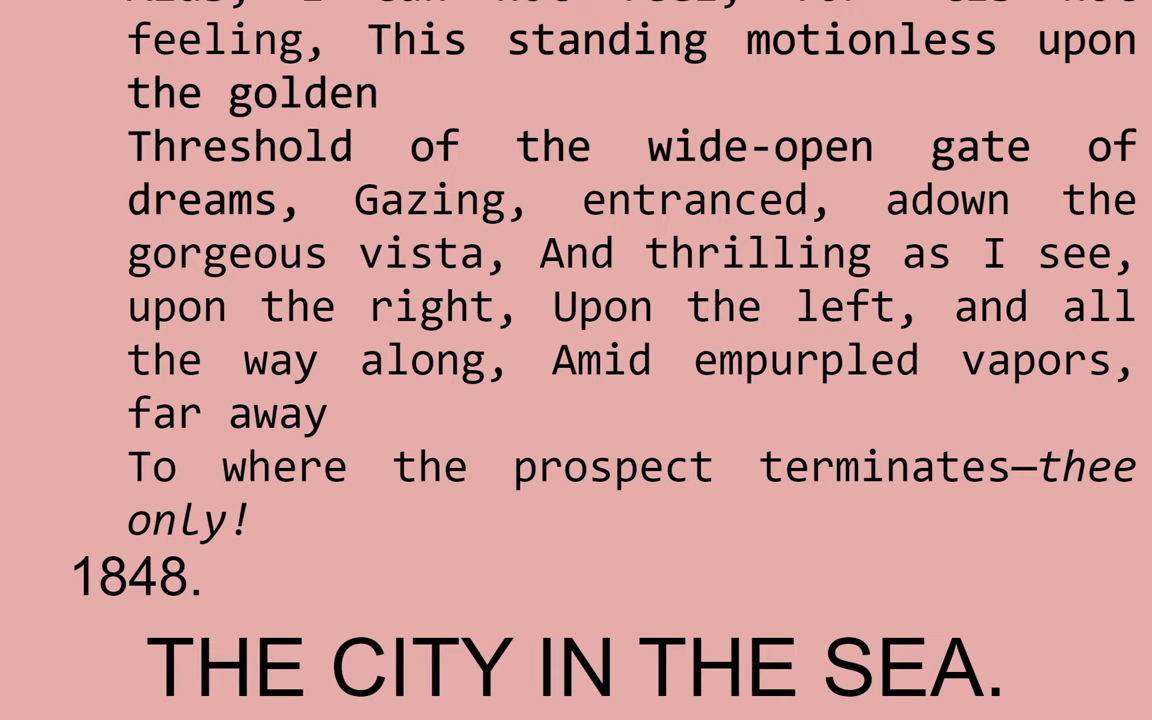 feeling, This standing motionless upon
the golden
Threshold of the wide-open gate of
dreams, Gazing, entranced, adown the
gorgeous vista, And thrilling as I see,
upon the right, Upon the left, and all
the way along, Amid empurpled vapors,
far away
To where the prospect terminates—thee
only!
1848.
THE CITY IN THE SEA.